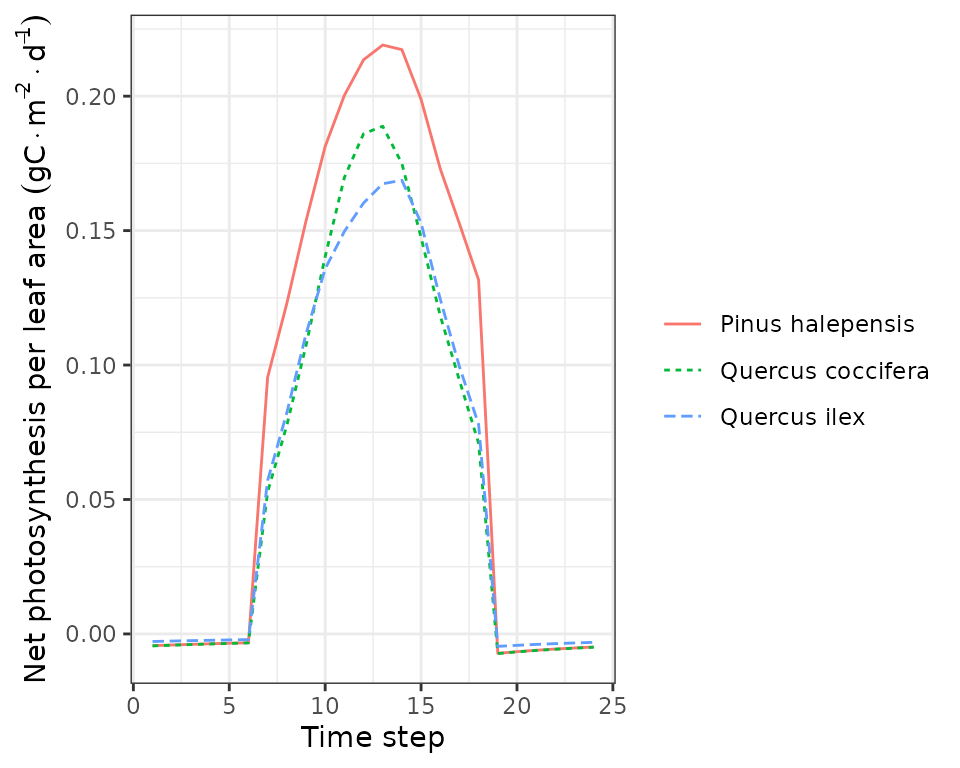 Net photosynthesis per leaf area (gC · m⁻² · d⁻¹)
0.20
0.15
0.10
0.05
0.00
0 5 10 15 20 25
Time step
Pinus halepensis
Quercus coccifera
Quercus ilex